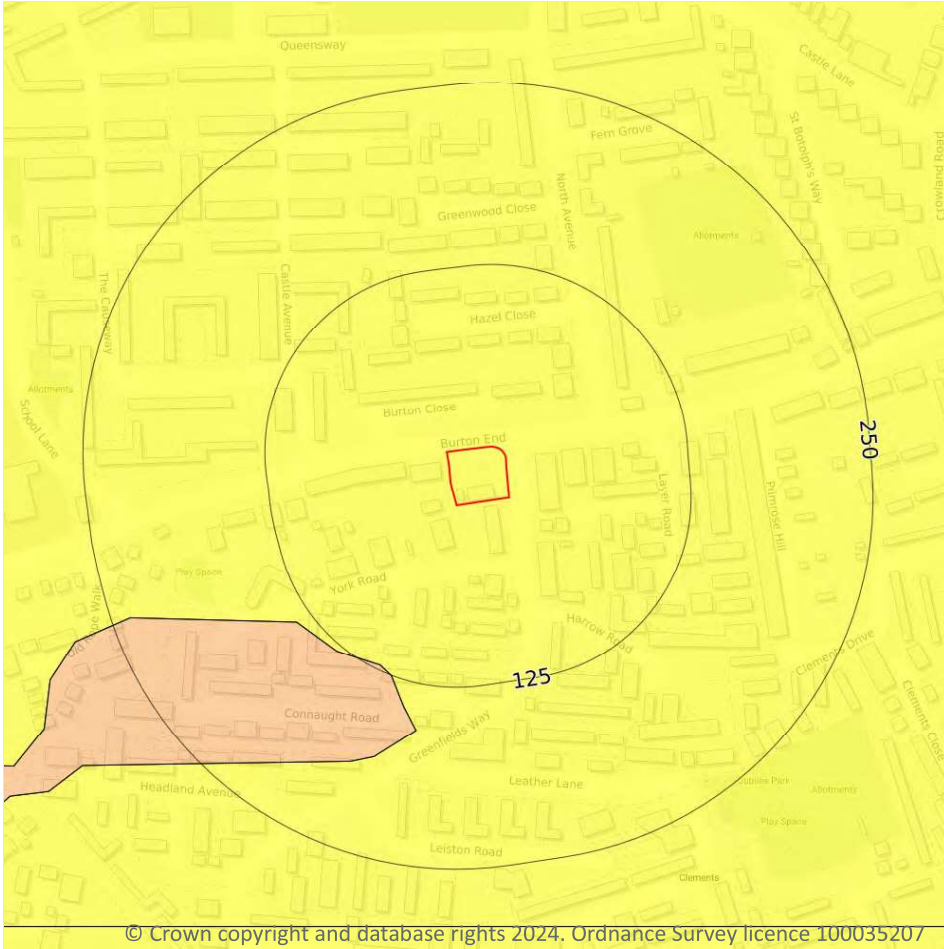 Queensway
Castle Lane
Fern Grove
St Botolph's Way
Crowland Road
North Avenue
Greenwood Close
Allotments
The Causeway
Castle Avenue
Hazel Close
Allotments
School Lane
Burton Close
Burton End
250
Layer Road
Primrose Hill
Play Space
York Road
Walk
Harrow Road
Clements Drive
125
Clements Close
Connaught Road
Greenfields Way
Headland Avenue
Leather Lane
Park
Allotments
Play Space
Leiston Road
Clements
© Crown copyright and database rights 2024. Ordnance Survey licence 100035207